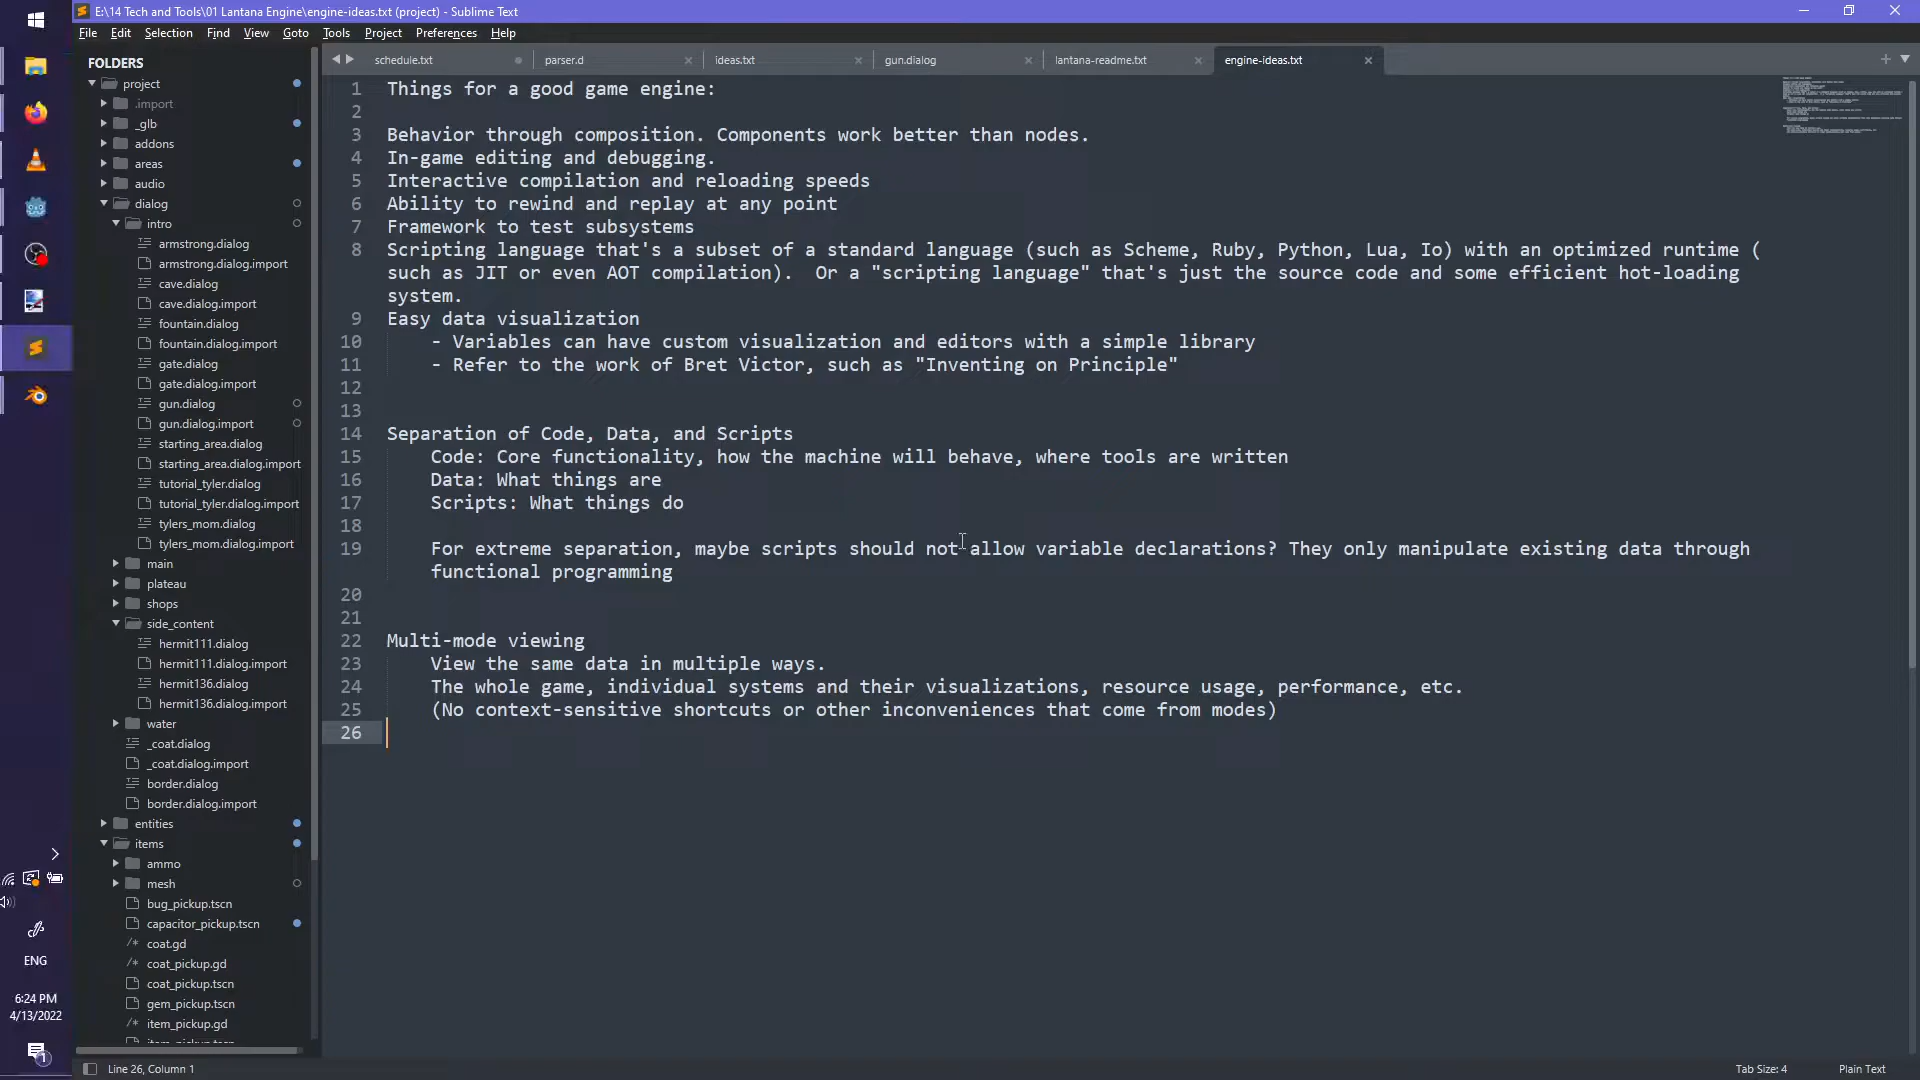 E:\14 Tech and Tools\01 Lantana Engine\engine-ideas.txt (project) - Sublime Text
File Edit Selection Find View Goto Tools Project Preferences Help
FOLDERS
project
.import
_glb
addons
areas
audio
dialog
intro
armstrong.dialog
armstrong.dialog.import
cave.dialog
cave.dialog.import
fountain.dialog
fountain.dialog.import
gate.dialog
gate.dialog.import
gun.dialog
gun.dialog.import
starting_area.dialog
starting_area.dialog.import
tutorial_tyler.dialog
tutorial_tyler.dialog.import
tylers_mom.dialog
tylers_mom.dialog.import
main
plateau
shops
side_content
hermit111.dialog
hermit111.dialog.import
hermit136.dialog
hermit136.dialog.import
water
_coat.dialog
_coat.dialog.import
border.dialog
border.dialog.import
entities
items
ammo
mesh
bug_pickup.tscn
capacitor_pickup.tscn
coat.gd
coat_pickup.gd
coat_pickup.tscn
gem_pickup.tscn
item_pickup.gd
schedule.txt parser.d ideas.txt gun.dialog lantana-readme.txt engine-ideas.txt
1 Things for a good game engine:
2
3 Behavior through composition. Components work better than nodes.
4 In-game editing and debugging.
5 Interactive compilation and reloading speeds
6 Ability to rewind and replay at any point
7 Framework to test subsystems
8 Scripting language that's a subset of a standard language (such as Scheme, Ruby, Python, Lua, Io) with an optimized runtime (
such as JIT or even AOT compilation).  Or a "scripting language" that's just the source code and some efficient hot-loading
system.
9 Easy data visualization
10 - Variables can have custom visualization and editors with a simple library
11 - Refer to the work of Bret Victor, such as "Inventing on Principle"
12
13
14 Separation of Code, Data, and Scripts
15 Code: Core functionality, how the machine will behave, where tools are written
16 Data: What things are
17 Scripts: What things do
18
19 For extreme separation, maybe scripts should not allow variable declarations? They only manipulate existing data through
functional programming
20
21
22 Multi-mode viewing
23 View the same data in multiple ways.
24 The whole game, individual systems and their visualizations, resource usage, performance, etc.
25 (No context-sensitive shortcuts or other inconveniences that come from modes)
26
ENG
6:24 PM
4/13/2022
1
Line 26, Column 1
Tab Size: 4
Plain Text